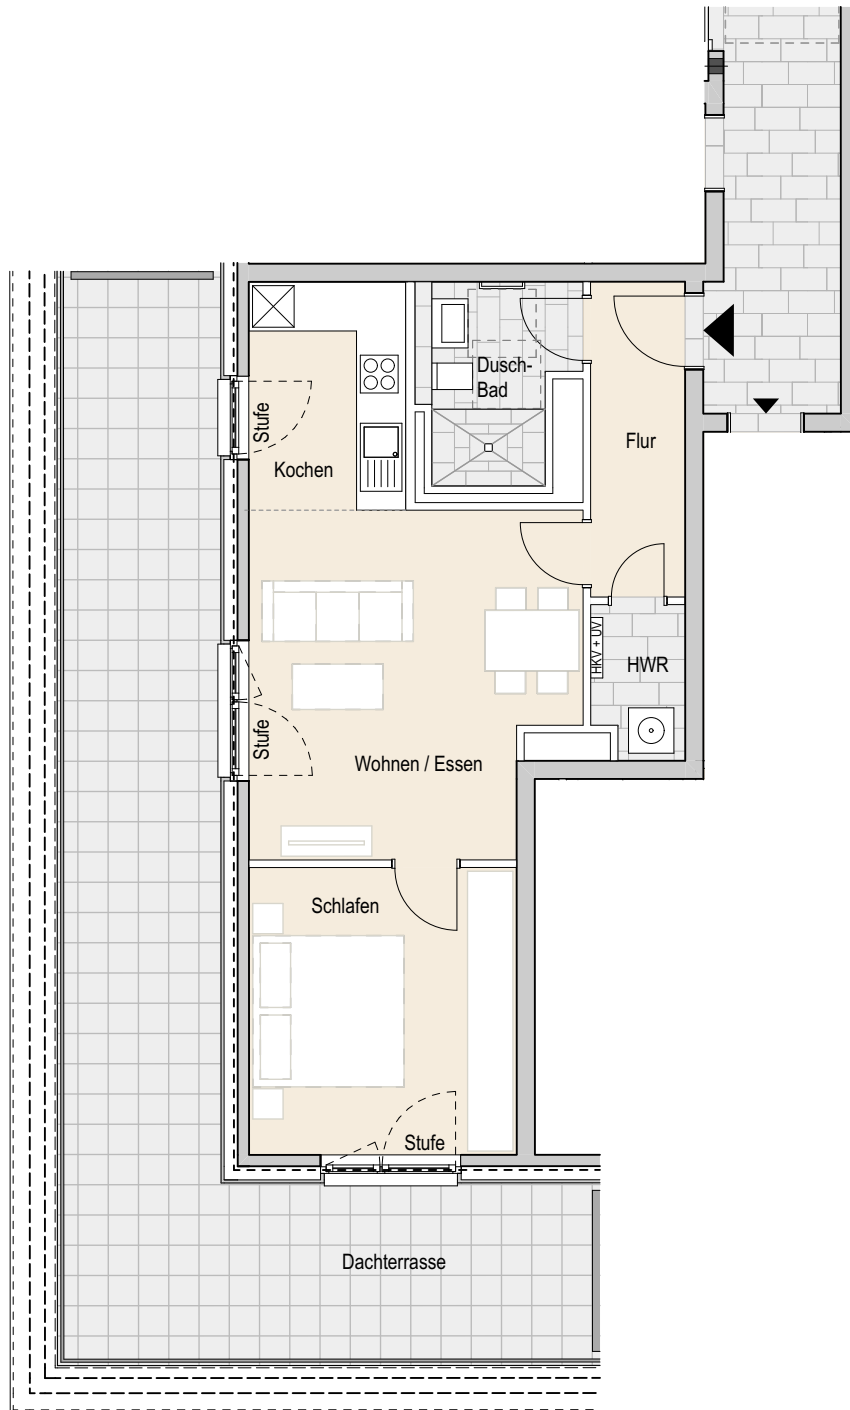 Dusch-
Bad
Stufe
Flur
Kochen
HKV + UV
HWR
Stufe
Wohnen / Essen
Schlafen
Stufe
Dachterrasse